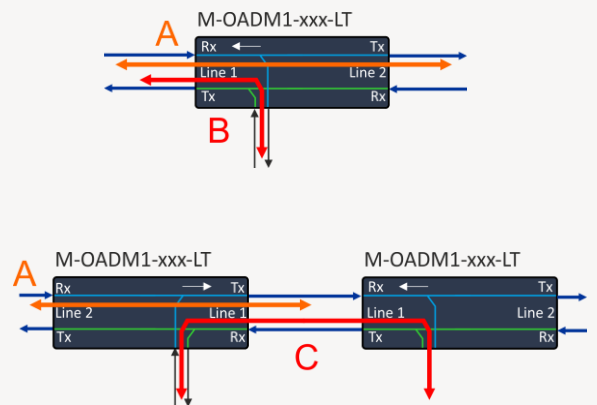 M-OADM1-xxx-LT
A
Rx Tx
Line 1 Line 2
Tx Rx
B
M-OADM1-xxx-LT M-OADM1-xxx-LT
A
Rx Tx Rx Tx
Line 2 Line 1 Line 1 Line 2
Tx Rx Tx Rx
C